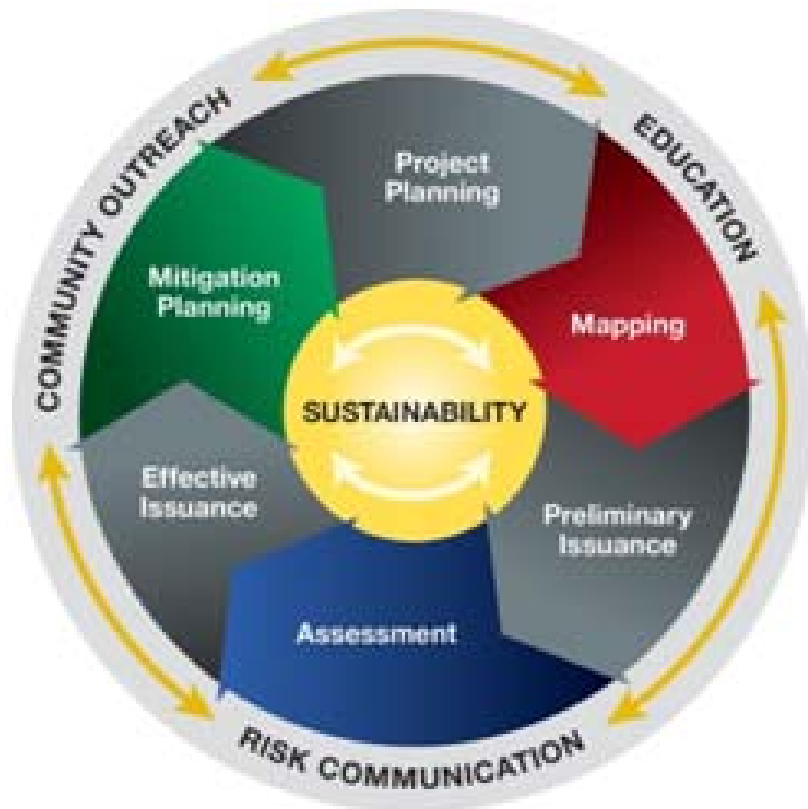 COMMUNITY OUTREACH
EDUCATION
RISK COMMUNICATION
Project
Planning
Mapping
Preliminary
Issuance
Assessment
Effective
Issuance
Mitigation
Planning
SUSTAINABILITY